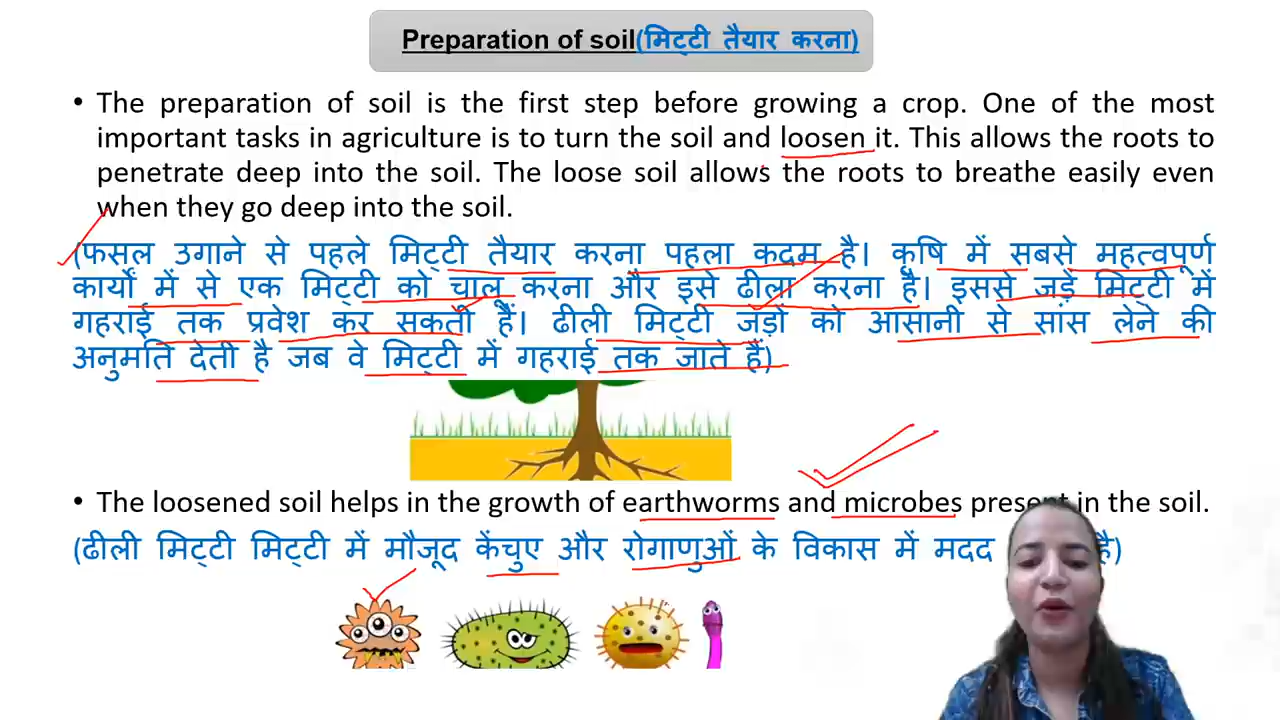 Preparation of soil(मिट्टी तैयार करना)
• The preparation of soil is the first step before growing a crop. One of the most
important tasks in agriculture is to turn the soil and loosen it. This allows the roots to
penetrate deep into the soil. The loose soil allows the roots to breathe easily even
when they go deep into the soil.
(फसल उगाने से पहले मिट्टी तैयार करना पहला कदम है। कृषि में सबसे महत्वपूर्ण
कार्यों में से एक मिट्टी को चालू करना और इसे ढीला करना है। इससे जड़ें मिट्टी में
गहराई तक प्रवेश कर सकती हैं। ढीली मिट्टी जड़ों को आसानी से सांस लेने की
अनुमति देती है जब वे मिट्टी में गहराई तक जाते हैं)
• The loosened soil helps in the growth of earthworms and microbes present in the soil.
(ढीली मिट्टी मिट्टी में मौजूद केंचुए और रोगाणुओं के विकास में मदद है)